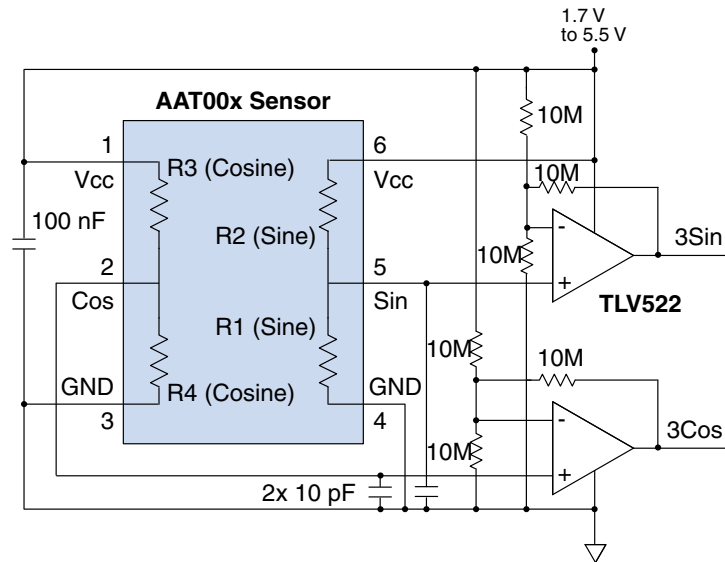 1.7 V
to 5.5 V
AAT00x Sensor
10M
1
6
R3 (Cosine)
Vcc
Vcc
10M
100 nF
R2 (Sine)
10M
-
3Sin
2
5
+
Cos
Sin
TLV522
R1 (Sine)
10M
10M
GND
GND
R4 (Cosine)
3
4
-
3Cos
10M
+
2x 10 pF